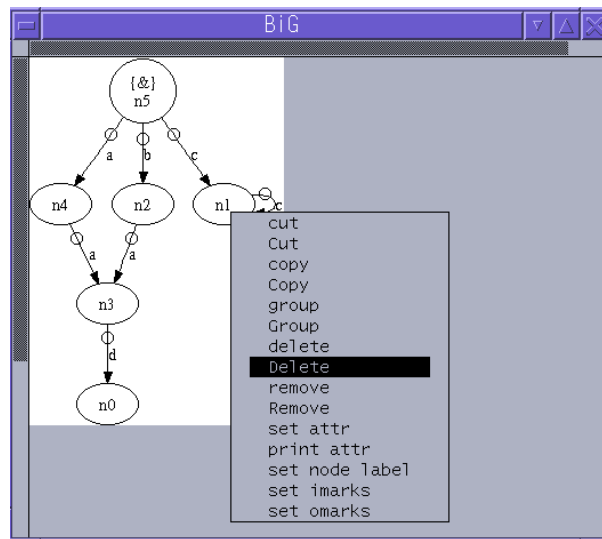 BiG
{&}
n5
a
b
c
n4
n2
n1
c
a
a
n3
d
n0
cut
Cut
copy
Copy
group
Group
delete
Delete
remove
Remove
set attr
print attr
set node label
set imarks
set omarks